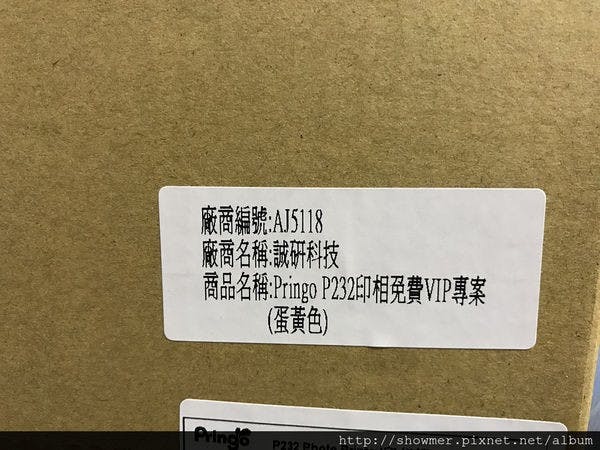 廠商編號:AJ5118
廠商名稱:誠研科技
商品名稱:Pringo P232印相免費VIP專案
(蛋黃色)
Pringo
P232 Photo
http://showmer.pixnet.net/album